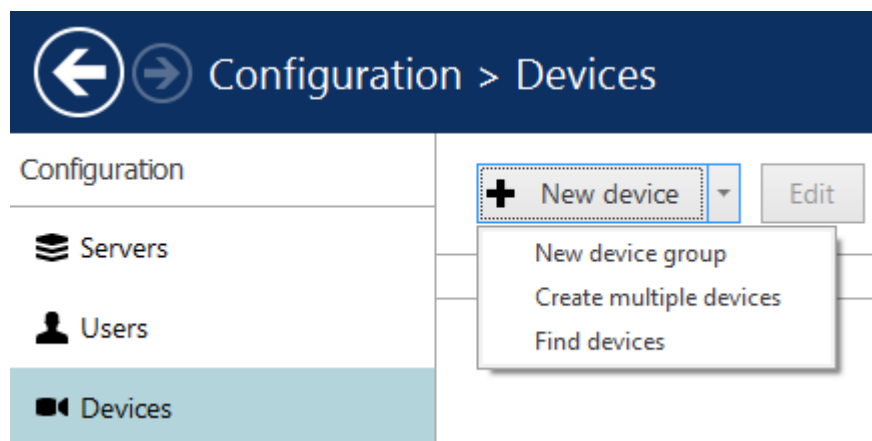 Configuration > Devices
Configuration
New device
Edit
Servers
New device group
Create multiple devices
Users
Find devices
Devices